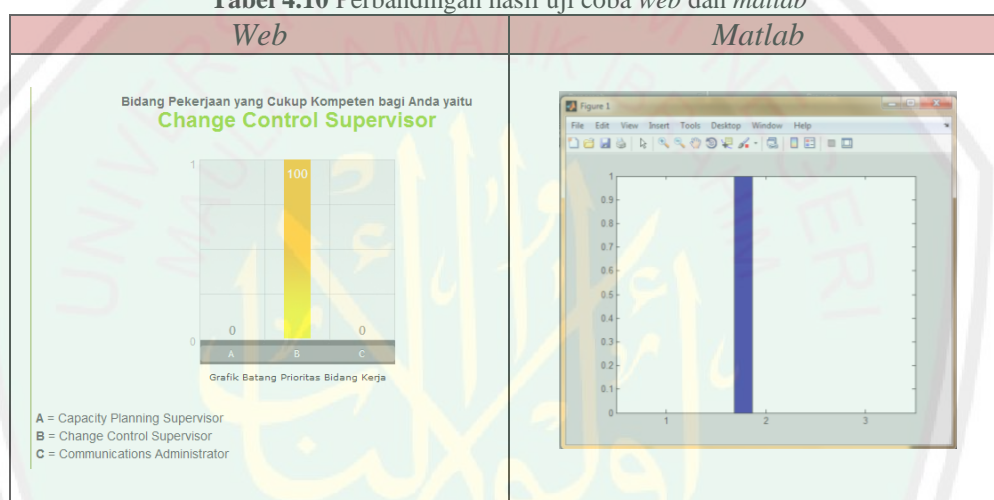 Tabel 4.10 Perbandingan hasil uji coba web dan matlab
Web
Matlab
Bidang Pekerjaan yang Cukup Kompeten bagi Anda yaitu
Change Control Supervisor
1
100
0
0
0
A B C
Grafik Batang Prioritas Bidang Kerja
A = Capacity Planning Supervisor
B = Change Control Supervisor
C = Communications Administrator
Figure 1
File Edit View Insert Tools Desktop Window Help
1
0.9
0.8
0.7
0.6
0.5
0.4
0.3
0.2
0.1
0
1 2 3